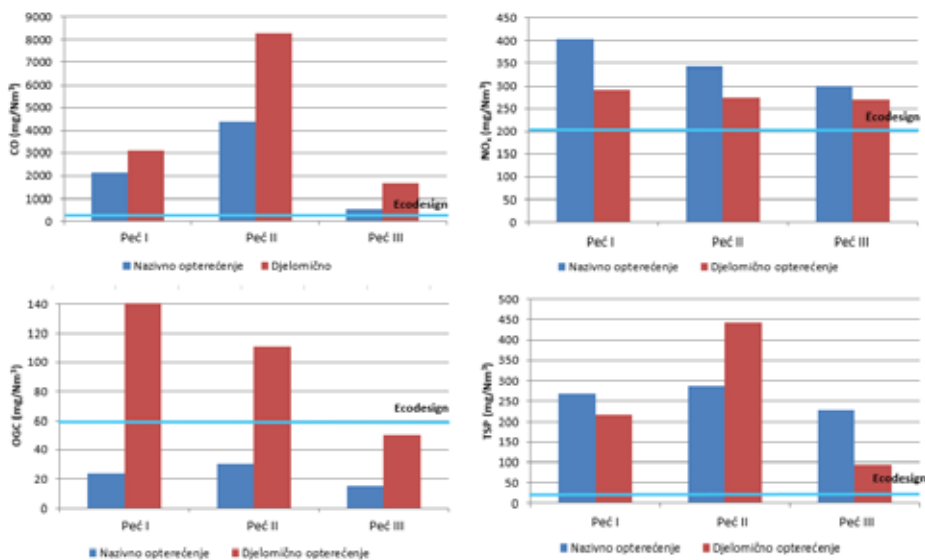 CO (mg/Nm³)
9000
8000
7000
6000
5000
4000
3000
2000
1000
0
Ecodesign
Peć I Peć II Peć III
Nazivno opterećenje Djelomično
NOₓ (mg/Nm³)
450
400
350
300
250
200
150
100
50
0
Ecodesign
Peć I Peć II Peć III
Nazivno opterećenje Djelomično opterećenje
OGC (mg/Nm³)
140
120
100
80
60
40
20
0
Ecodesign
Peć I Peć II Peć III
Nazivno opterećenje Djelomično opterećenje
TSP (mg/Nm³)
500
450
400
350
300
250
200
150
100
50
0
Ecodesign
Peć I Peć II Peć III
Nazivno opterećenje Djelomično opterećenje